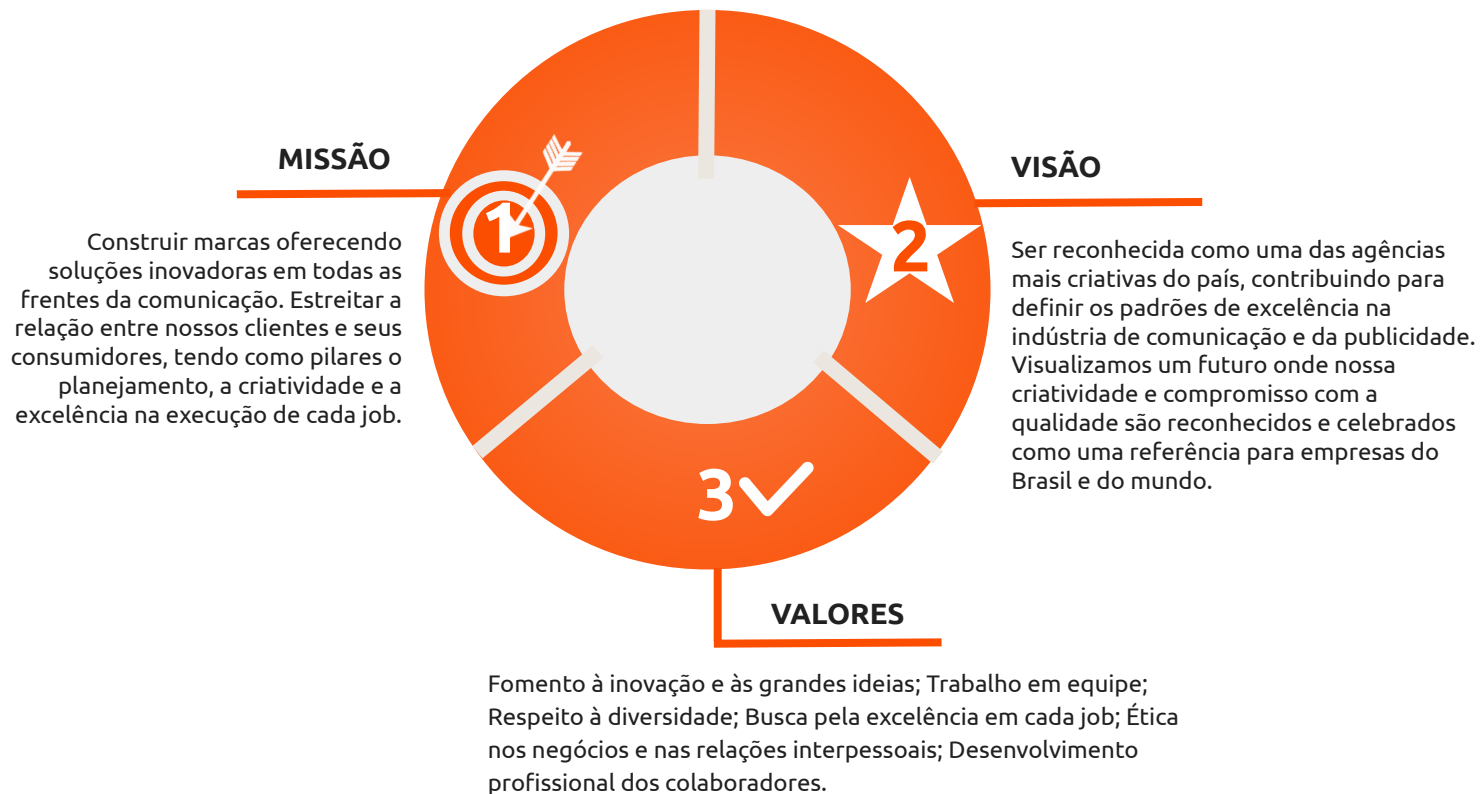 MISSÃO
1
Construir marcas oferecendo
soluções inovadoras em todas as
frentes da comunicação. Estreitar a
relação entre nossos clientes e seus
consumidores, tendo como pilares o
planejamento, a criatividade e a
excelência na execução de cada job.
VISÃO
2
Ser reconhecida como uma das agências
mais criativas do país, contribuindo para
definir os padrões de excelência na
indústria de comunicação e da publicidade.
Visualizamos um futuro onde nossa
criatividade e compromisso com a
qualidade são reconhecidos e celebrados
como uma referência para empresas do
Brasil e do mundo.
3
VALORES
Fomento à inovação e às grandes ideias; Trabalho em equipe;
Respeito à diversidade; Busca pela excelência em cada job; Ética
nos negócios e nas relações interpessoais; Desenvolvimento
profissional dos colaboradores.